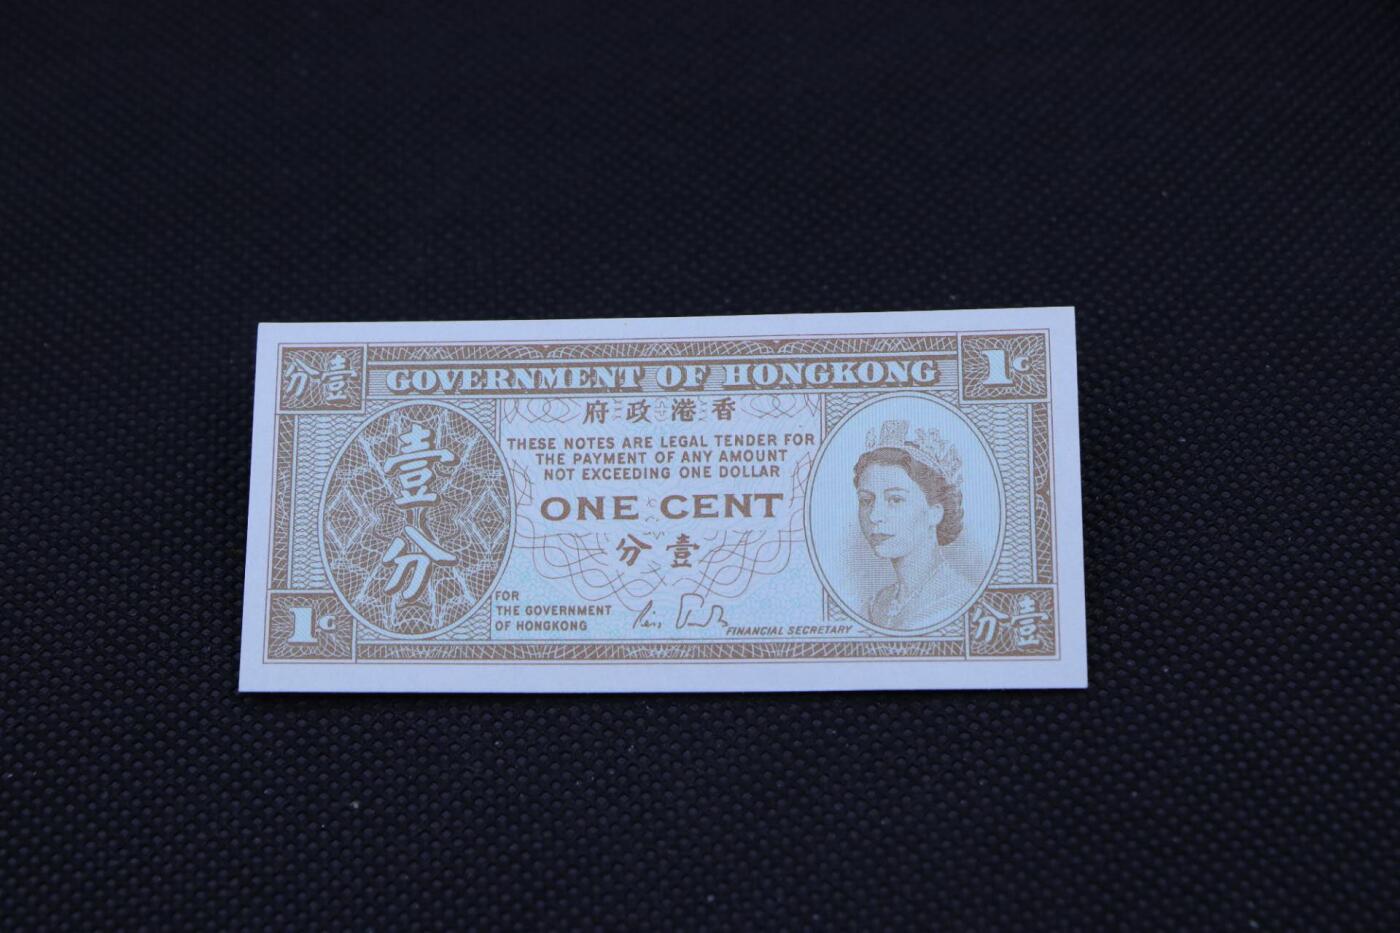 分壹
GOVERNMENT OF HONGKONG
1C
府政港香
THESE NOTES ARE LEGAL TENDER FOR
THE PAYMENT OF ANY AMOUNT
NOT EXCEEDING ONE DOLLAR
壹
分
ONE CENT
分壹
FOR
THE GOVERNMENT
OF HONGKONG
FINANCIAL SECRETARY
1C
分壹